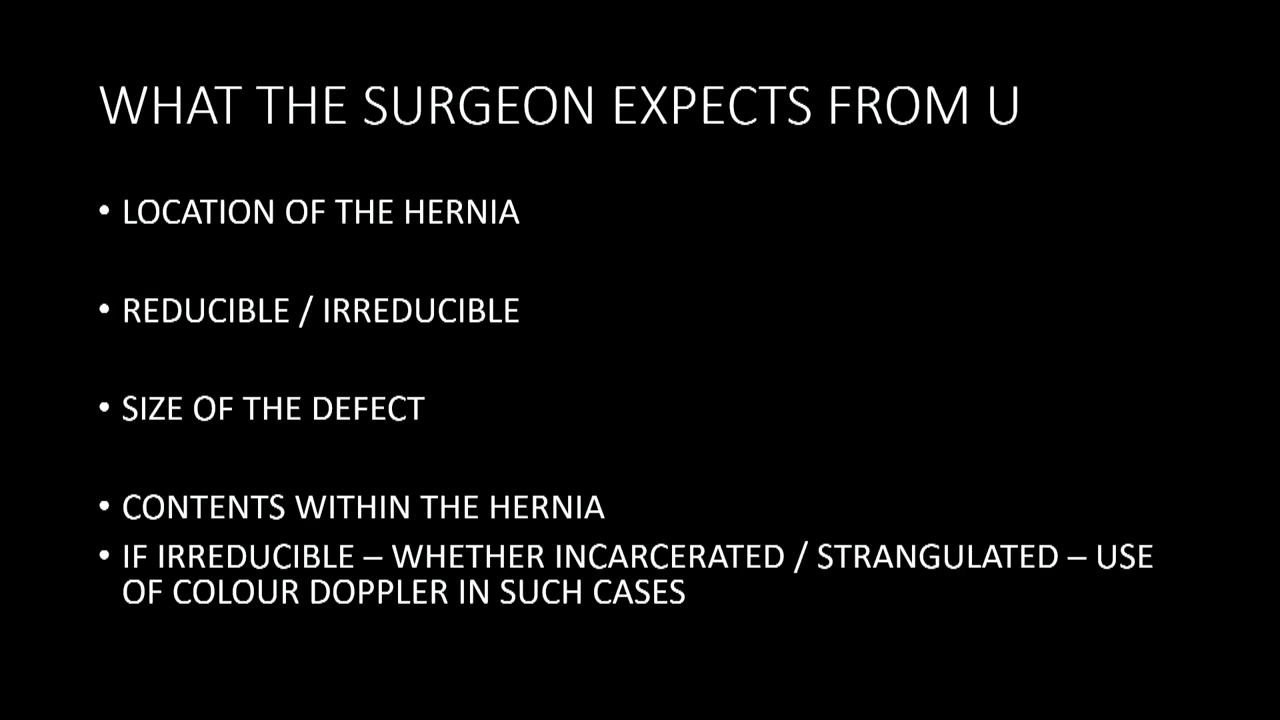 WHAT THE SURGEON EXPECTS FROM U
• LOCATION OF THE HERNIA
• REDUCIBLE / IRREDUCIBLE
• SIZE OF THE DEFECT
• CONTENTS WITHIN THE HERNIA
• IF IRREDUCIBLE – WHETHER INCARCERATED / STRANGULATED – USE
OF COLOUR DOPPLER IN SUCH CASES